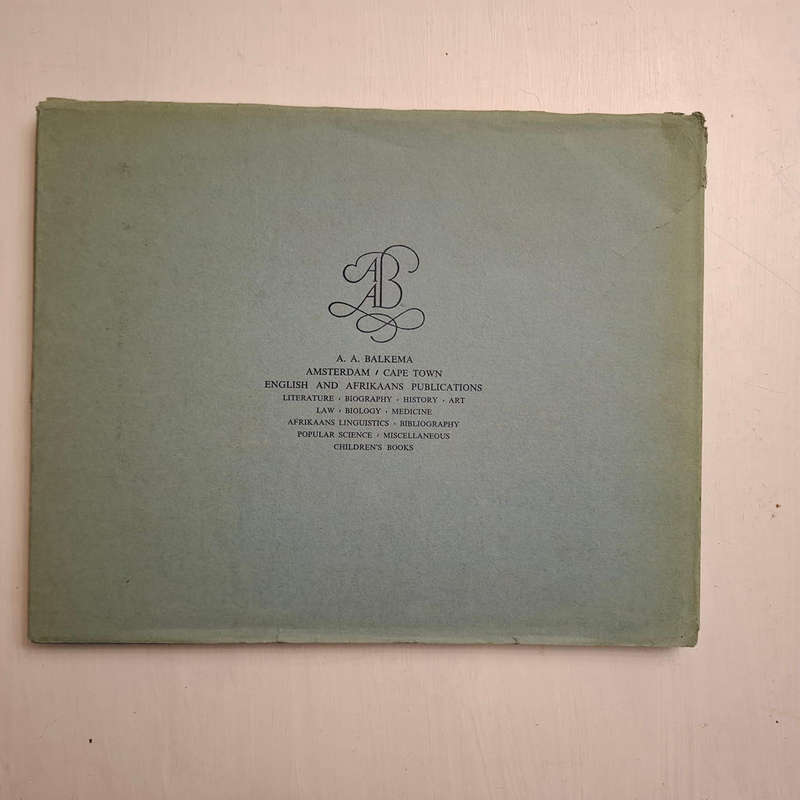 AB
A
A. A. BALKEMA
AMSTERDAM / CAPE TOWN
ENGLISH AND AFRIKAANS PUBLICATIONS
LITERATURE · BIOGRAPHY · HISTORY · ART
LAW · BIOLOGY · MEDICINE
AFRIKAANS LINGUISTICS · BIBLIOGRAPHY
POPULAR SCIENCE · MISCELLANEOUS
CHILDREN'S BOOKS